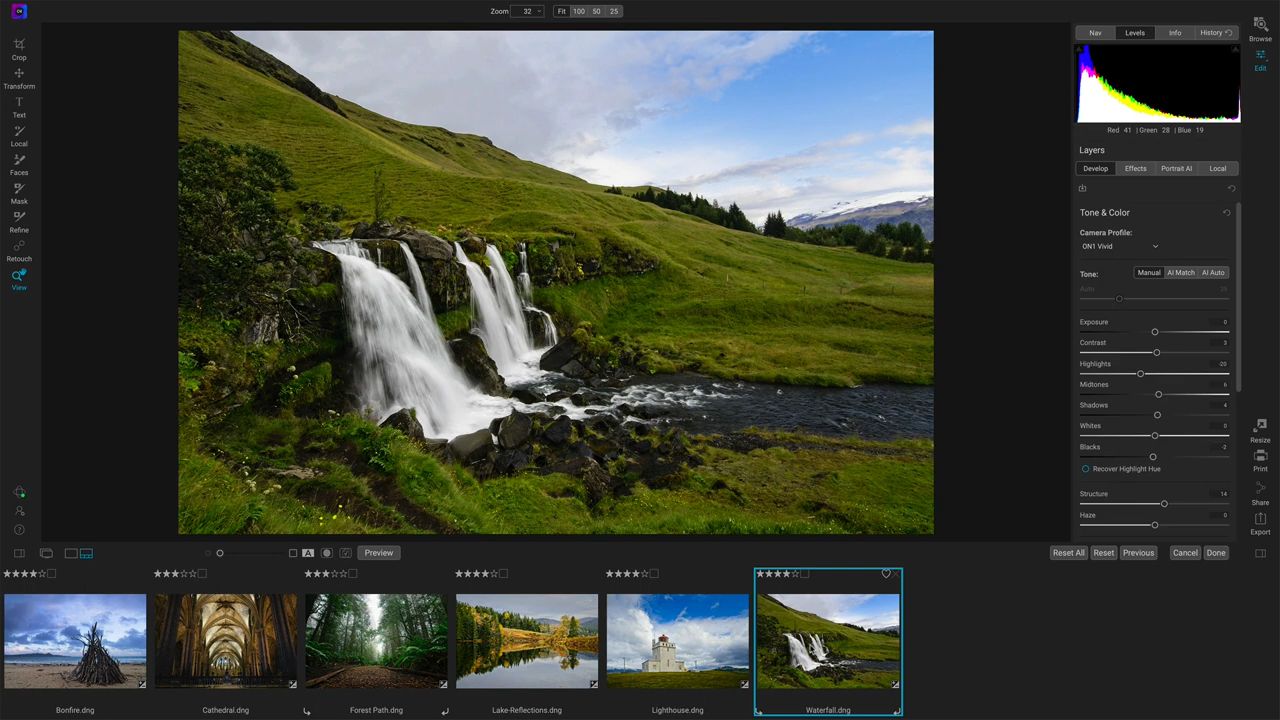 Zoom 32 Fit 100 50 25
Nav Levels Info History
Browse
Edit
Crop
Transform
Text
Local
Faces
Mask
Refine
Retouch
View
Red 41 | Green 28 | Blue 19
Layers
Develop Effects Portrait AI Local
Tone & Color
Camera Profile:
ON1 Vivid
Tone: Manual AI Match AI Auto
Auto
Exposure 0
Contrast 3
Highlights -20
Midtones 6
Shadows 4
Whites 0
Blacks -2
Recover Highlight Hue
Structure 14
Haze 0
Resize
Print
Share
Export
A Preview
Reset All Reset Previous Cancel Done
Bonfire.dng Cathedral.dng Forest Path.dng Lake-Reflections.dng Lighthouse.dng Waterfall.dng